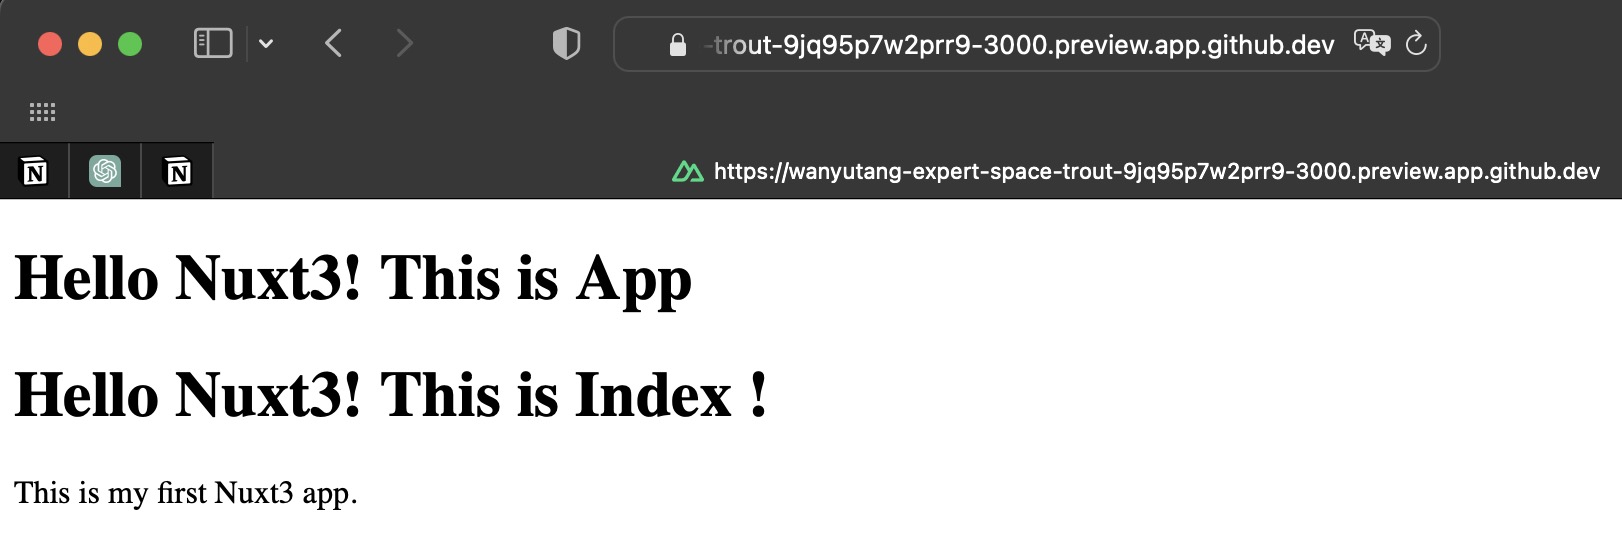 -trout-9jq95p7w2prr9-3000.preview.app.github.dev
https://wanyutang-expert-space-trout-9jq95p7w2prr9-3000.preview.app.github.dev
Hello Nuxt3! This is App
Hello Nuxt3! This is Index !
This is my first Nuxt3 app.